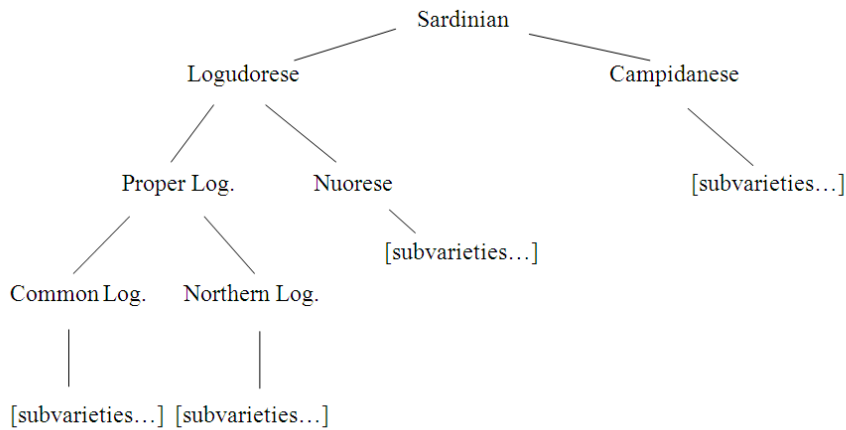 Sardinian
Logudorese
Campidanese
Proper Log.
Nuorese
[subvarieties…]
[subvarieties…]
Common Log.
Northern Log.
[subvarieties…]
[subvarieties…]